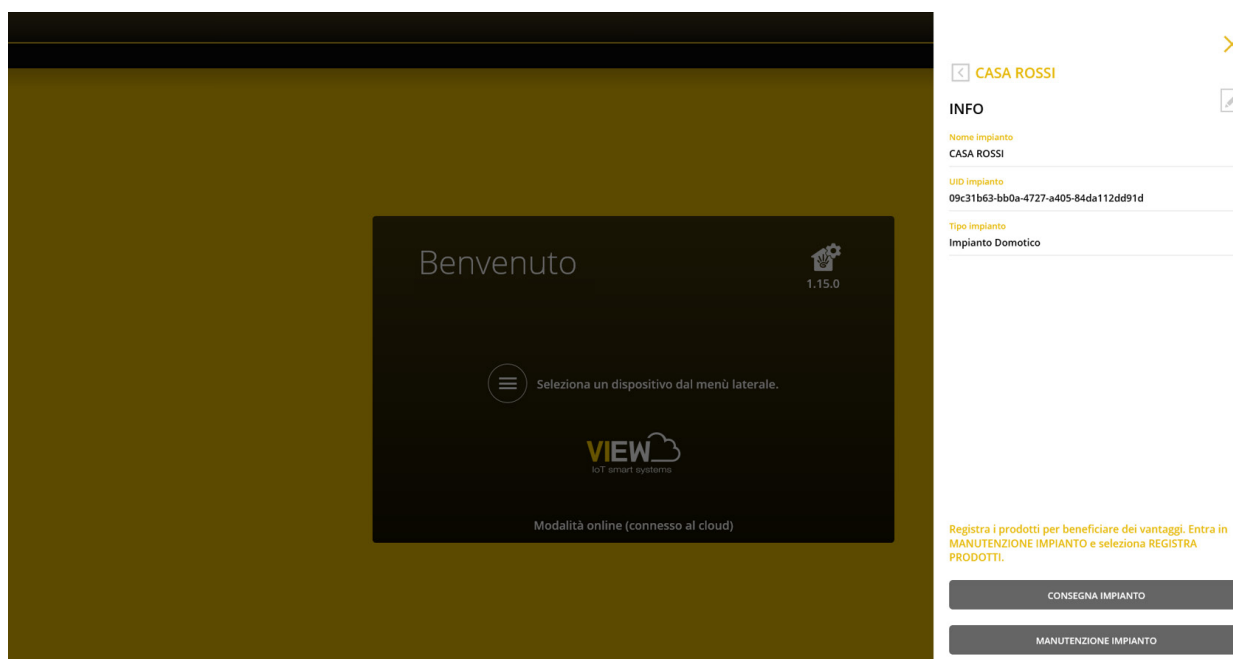 CASA ROSSI
INFO
Nome impianto
CASA ROSSI
UID impianto
09c31b63-bb0a-4727-a405-84da112dd91d
Tipo impianto
Impianto Domotico
Benvenuto
1.15.0
Seleziona un dispositivo dal menù laterale.
VIEW
IoT smart systems
Modalità online (connesso al cloud)
Registra i prodotti per beneficiare dei vantaggi. Entra in
MANUTENZIONE IMPIANTO e seleziona REGISTRA
PRODOTTI.
CONSEGNA IMPIANTO
MANUTENZIONE IMPIANTO